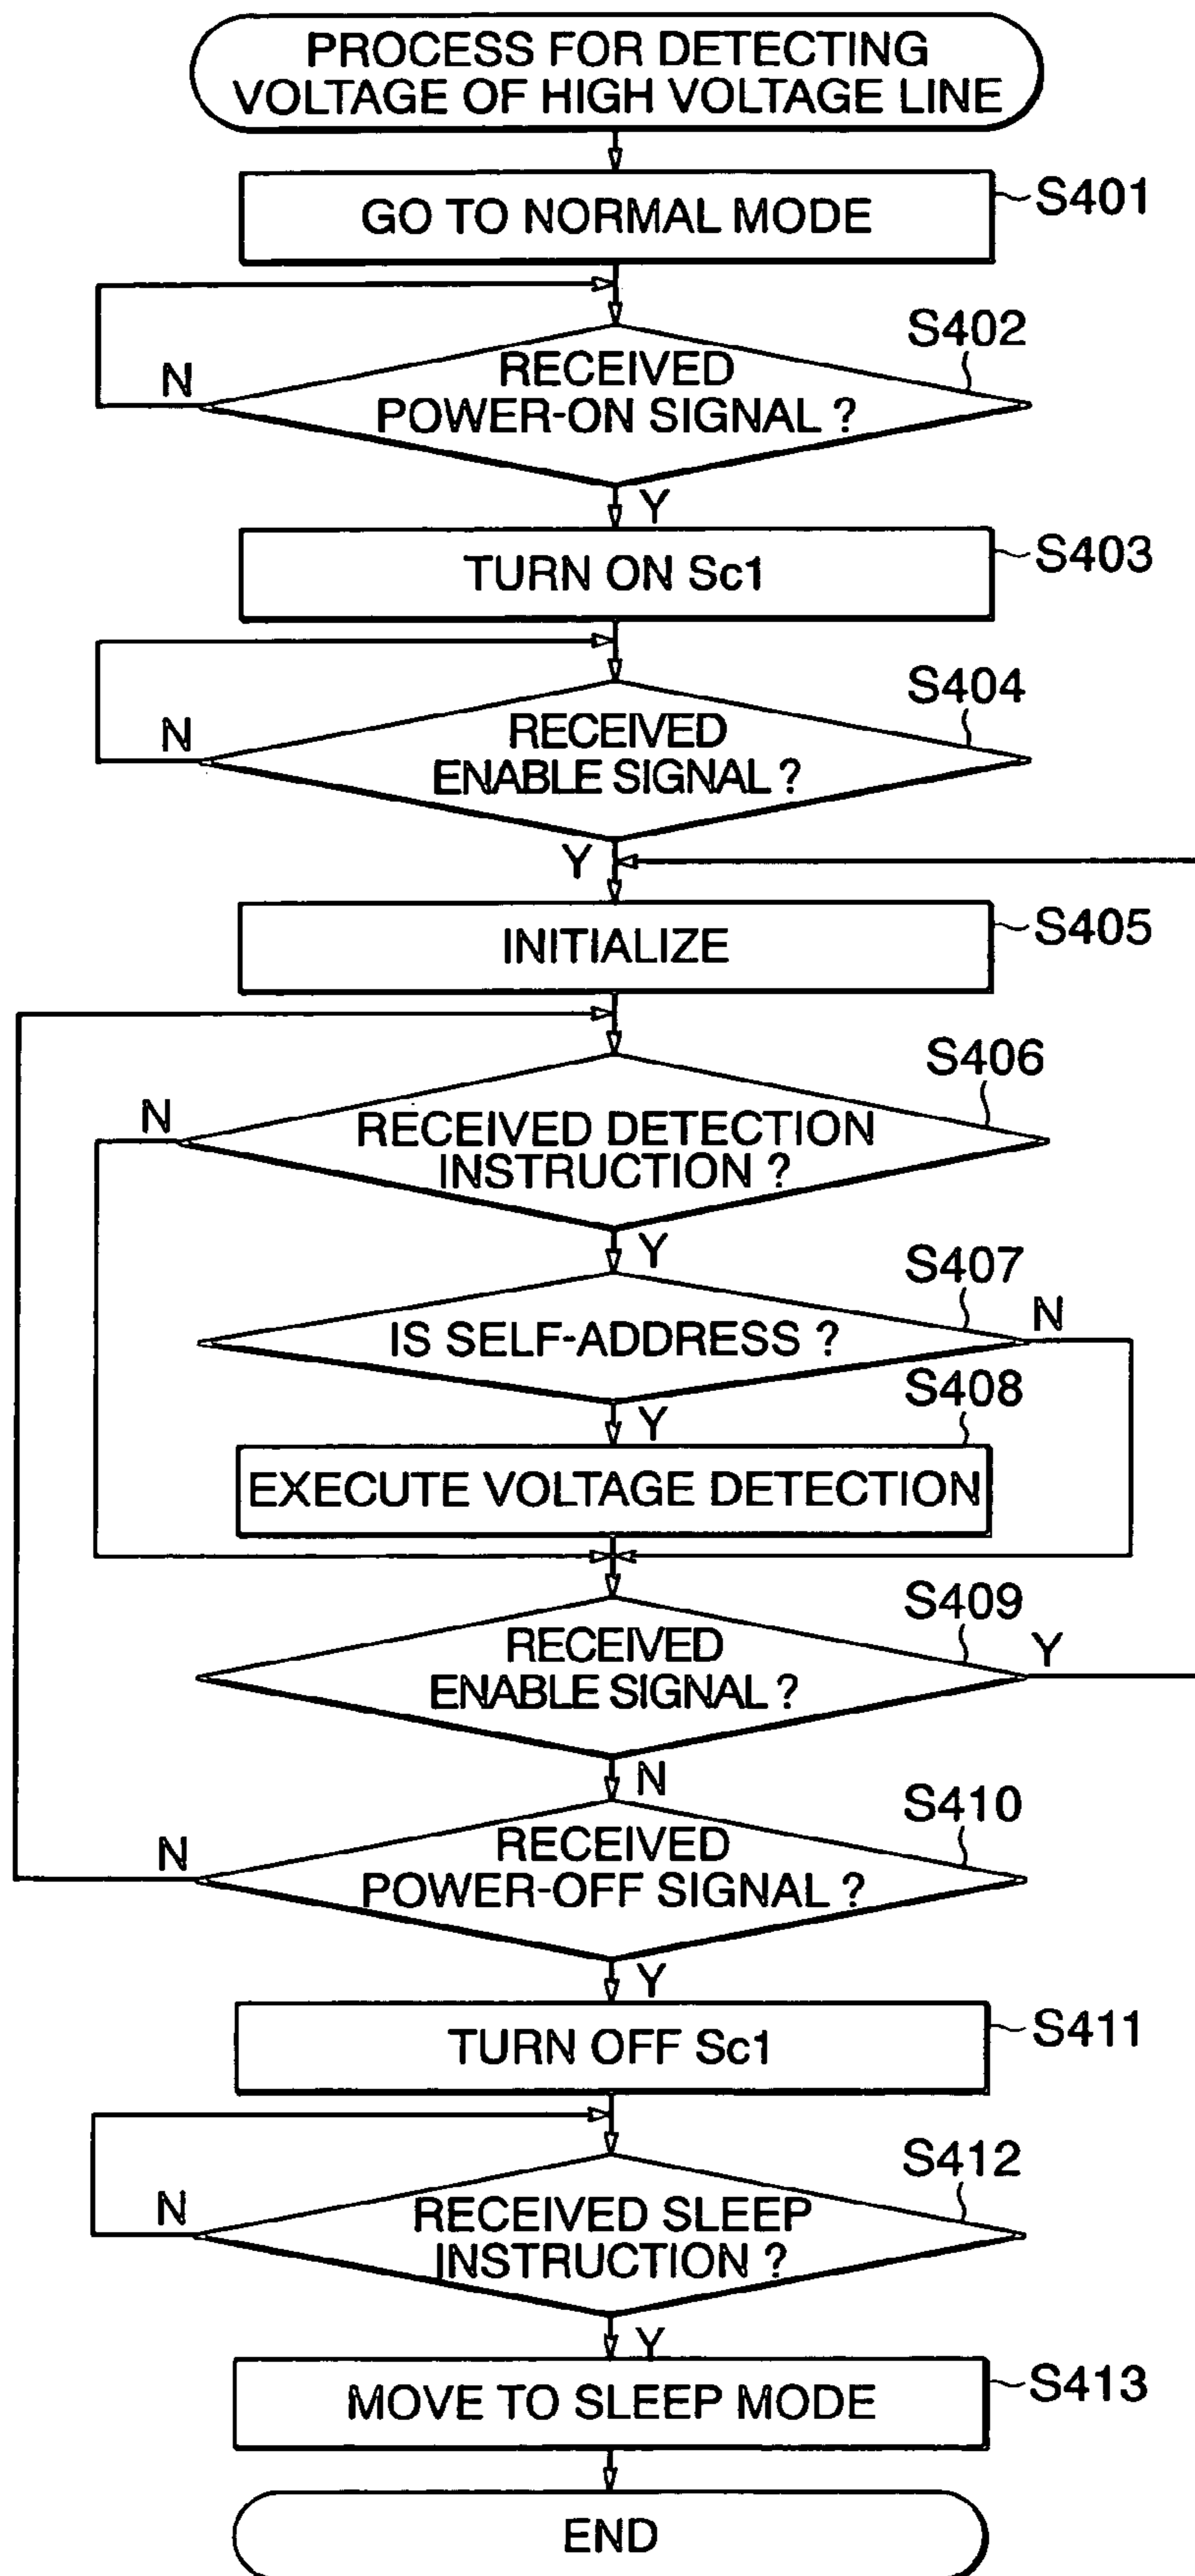 PROCESS FOR DETECTING
VOLTAGE OF HIGH VOLTAGE LINE
GO TO NORMAL MODE
S401
S402
RECEIVED
POWER-ON SIGNAL ?
N
Y
TURN ON Sc1
S403
S404
RECEIVED
ENABLE SIGNAL ?
N
Y
INITIALIZE
S405
S406
RECEIVED DETECTION
INSTRUCTION ?
N
Y
S407
IS SELF-ADDRESS ?
N
Y
S408
EXECUTE VOLTAGE DETECTION
S409
RECEIVED
ENABLE SIGNAL ?
Y
N
S410
RECEIVED
POWER-OFF SIGNAL ?
N
Y
TURN OFF Sc1
S411
S412
RECEIVED SLEEP
INSTRUCTION ?
N
Y
MOVE TO SLEEP MODE
S413
END